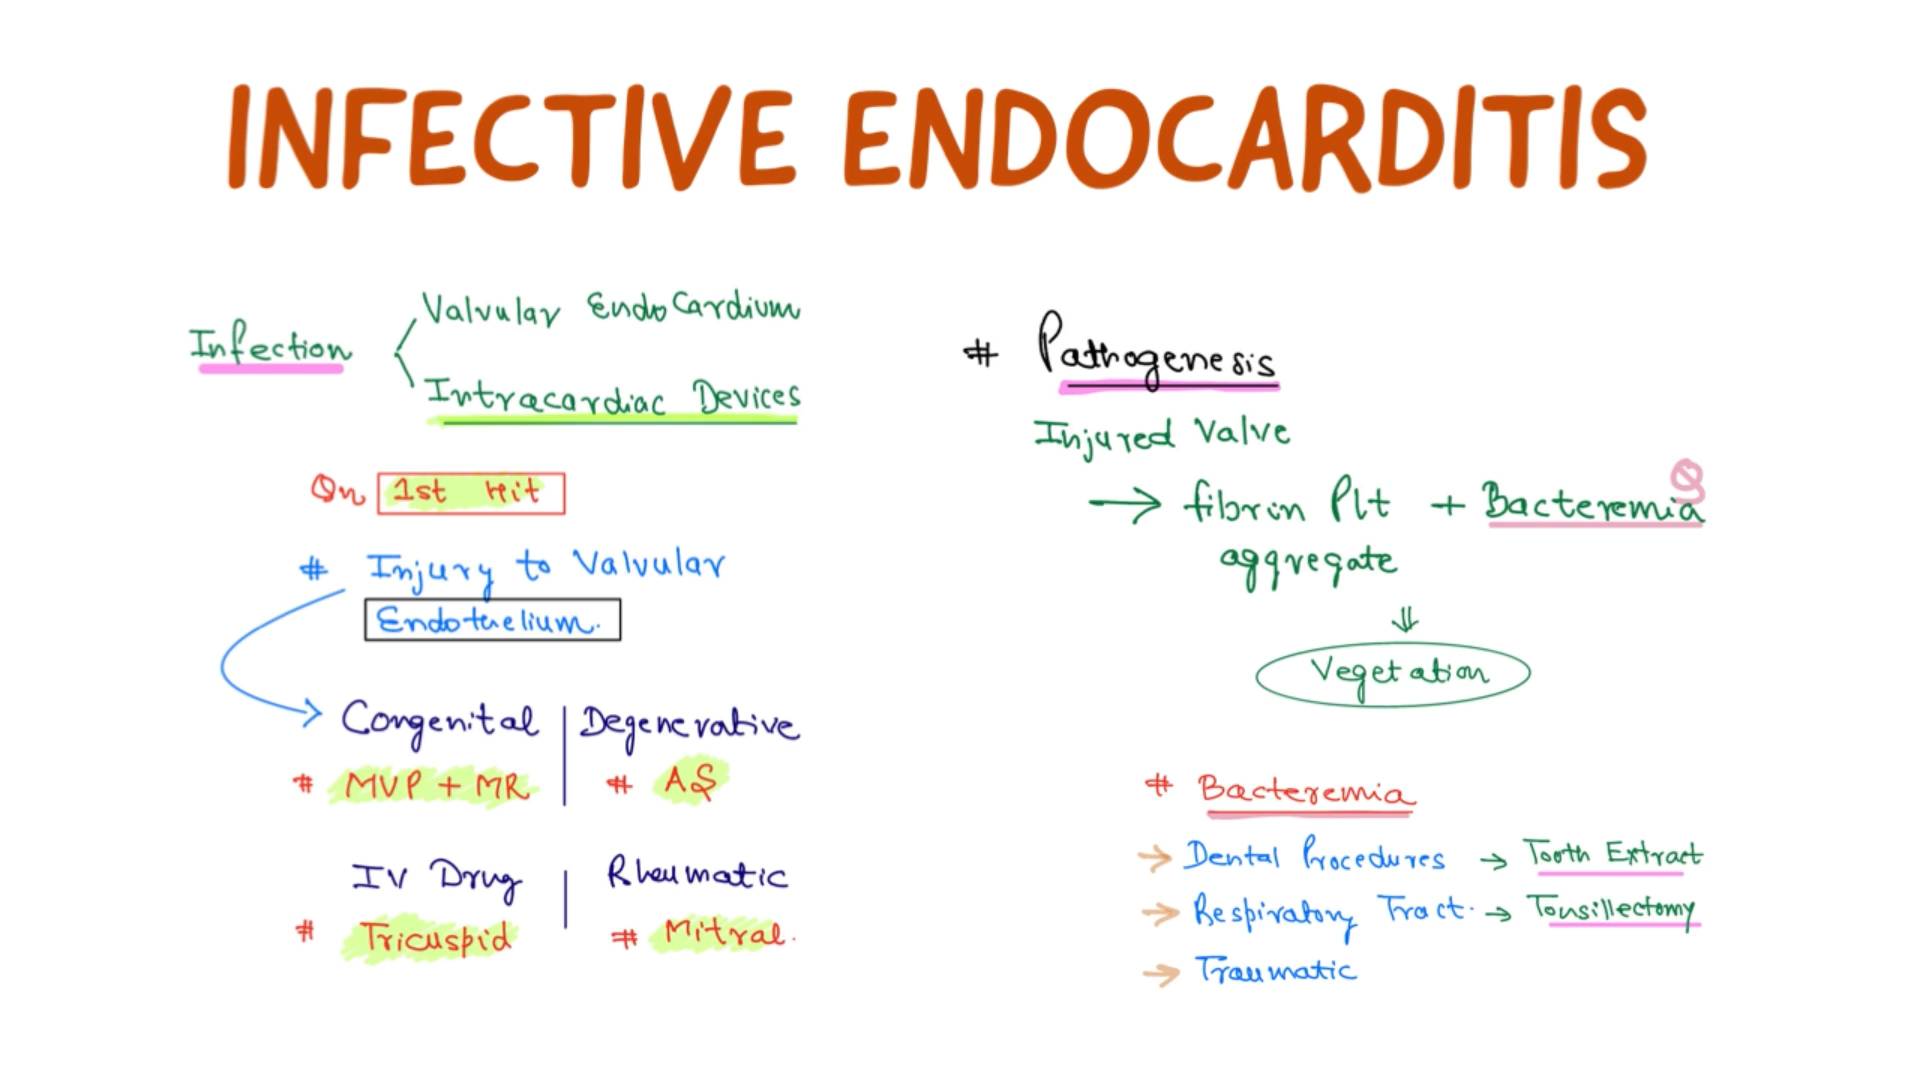 INFECTIVE ENDOCARDITIS
Infection
Valvular Endocardium
Intracardiac Devices
Qn 1st Hit
# Injury to Valvular
Endothelium.
Congenital | Degenerative
# MVP + MR # AS
IV Drug | Rheumatic
# Tricuspid # Mitral.
# Pathogenesis
Injured Valve
→ fibrin Plt + Bacteremia
aggregate
⇓
Vegetation
# Bacteremia
→ Dental Procedures → Tooth Extract
→ Respiratory Tract. → Tonsillectomy
→ Traumatic